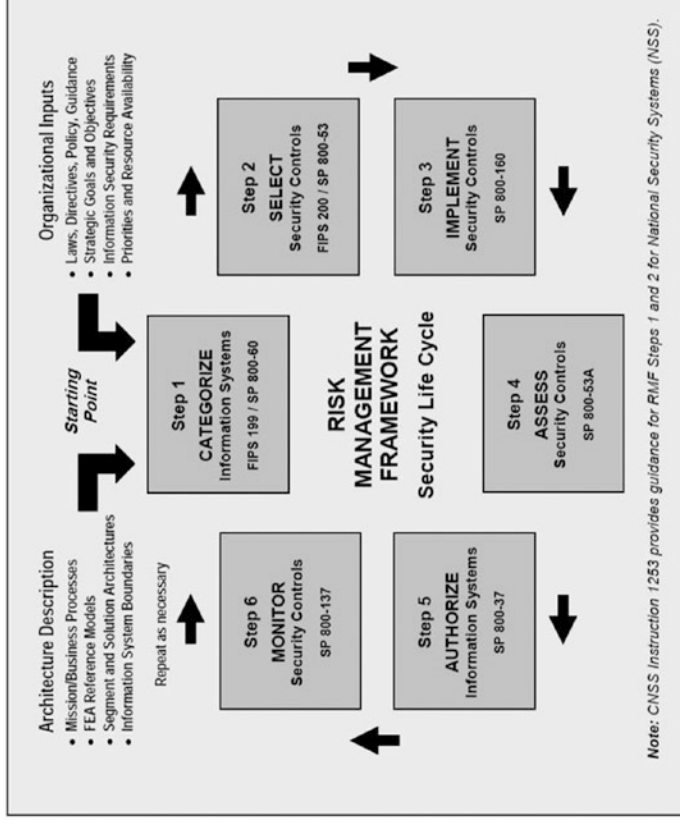 Architecture Description
• Mission/Business Processes
• FEA Reference Models
• Segment and Solution Architectures
• Information System Boundaries
Starting
Point
Organizational Inputs
• Laws, Directives, Policy, Guidance
• Strategic Goals and Objectives
• Information Security Requirements
• Priorities and Resource Availability
Repeat as necessary
Step 1
CATEGORIZE
Information Systems
FIPS 199 / SP 800-60
Step 2
SELECT
Security Controls
FIPS 200 / SP 800-53
Step 3
IMPLEMENT
Security Controls
SP 800-160
Step 4
ASSESS
Security Controls
SP 800-53A
Step 5
AUTHORIZE
Information Systems
SP 800-37
Step 6
MONITOR
Security Controls
SP 800-137
RISK
MANAGEMENT
FRAMEWORK
Security Life Cycle
Note: CNSS Instruction 1253 provides guidance for RMF Steps 1 and 2 for National Security Systems (NSS).